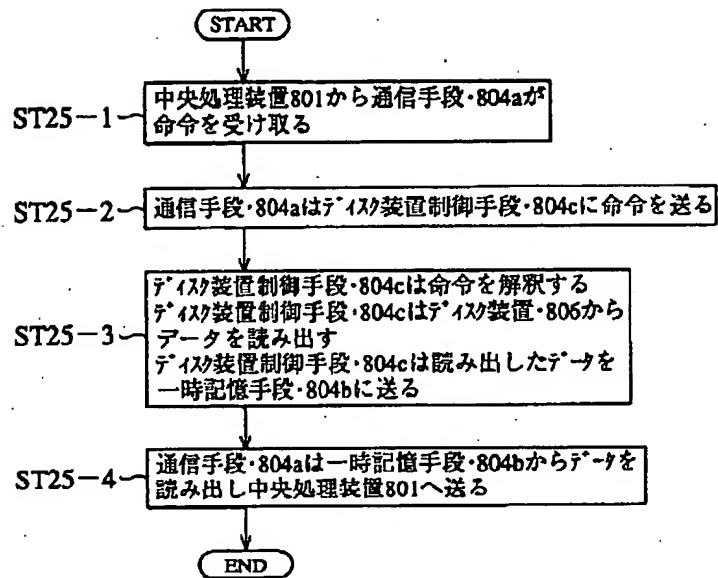 START
ST25-1
中央処理装置801から通信手段・804aが
命令を受け取る
ST25-2
通信手段・804aはディスク装置制御手段・804cに命令を送る
ST25-3
ディスク装置制御手段・804cは命令を解釈する
ディスク装置制御手段・804cはディスク装置・806から
データを読み出す
ディスク装置制御手段・804cは読み出したデータを
一時記憶手段・804bに送る
ST25-4
通信手段・804aは一時記憶手段・804bからデータを
読み出し中央処理装置801へ送る
END